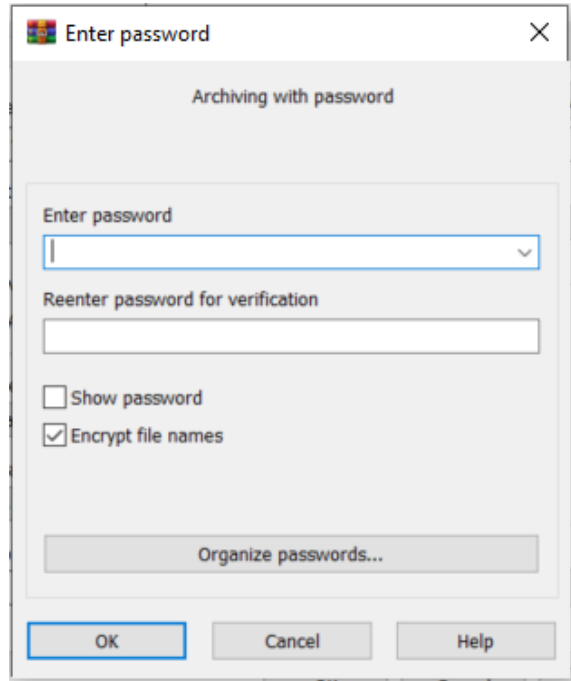 Enter password
Archiving with password
Enter password
Reenter password for verification
Show password
Encrypt file names
Organize passwords...
OK
Cancel
Help